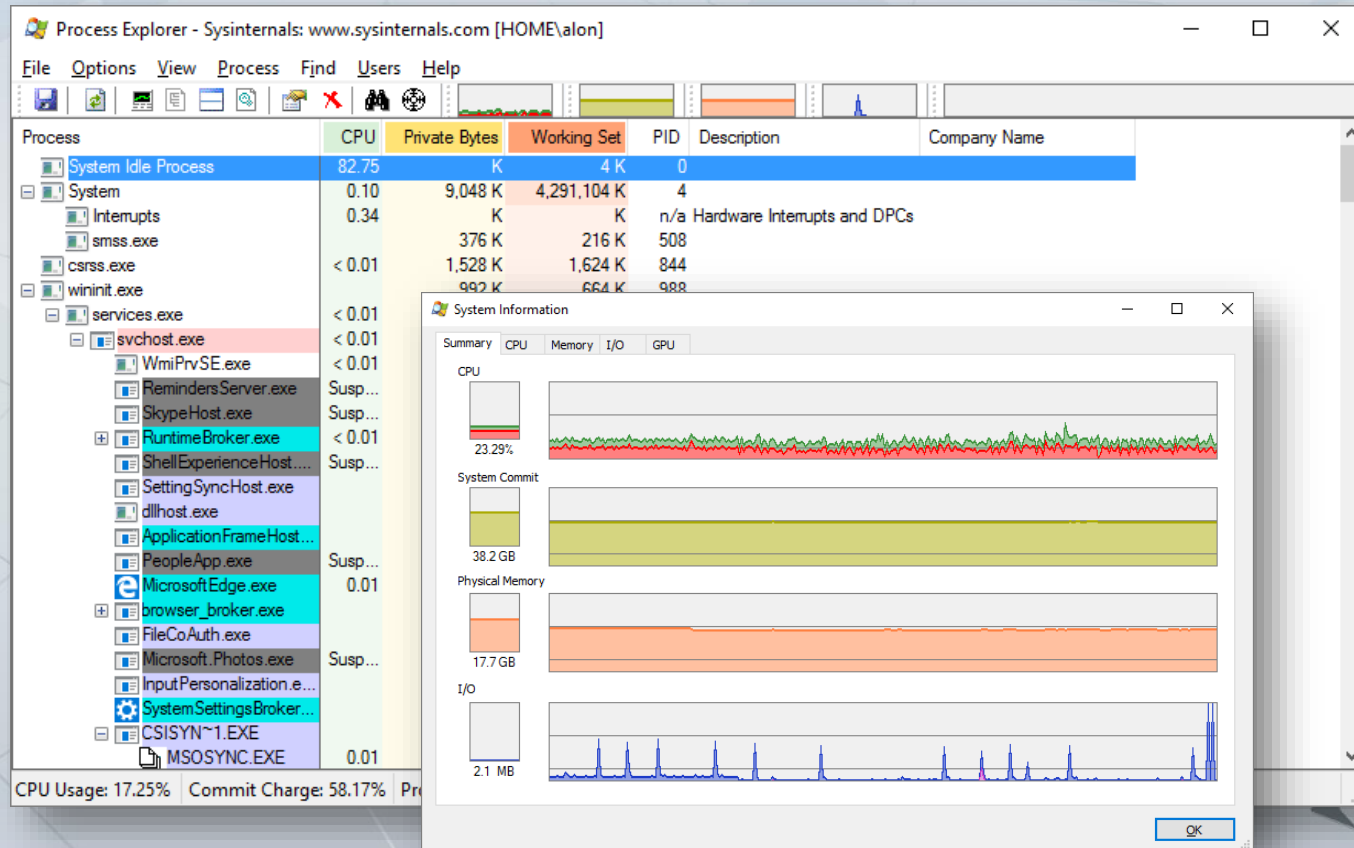 Process Explorer - Sysinternals: www.sysinternals.com [HOME\alon]
File Options View Process Find Users Help
Process CPU Private Bytes Working Set PID Description Company Name
System Idle Process 82.75 K 4 K 0
System 0.10 9,048 K 4,291,104 K 4
Interrupts 0.34 K K n/a Hardware Interrupts and DPCs
smss.exe 376 K 216 K 508
csrss.exe < 0.01 1,528 K 1,624 K 844
wininit.exe 992 K 664 K 988
services.exe < 0.01
svchost.exe < 0.01
WmiPrvSE.exe < 0.01
RemindersServer.exe Susp...
SkypeHost.exe Susp...
RuntimeBroker.exe < 0.01
ShellExperienceHost.... Susp...
SettingSyncHost.exe
dllhost.exe
ApplicationFrameHost...
PeopleApp.exe Susp...
MicrosoftEdge.exe 0.01
browser_broker.exe
FileCoAuth.exe
Microsoft.Photos.exe Susp...
InputPersonalization.e...
SystemSettingsBroker...
CSISYN~1.EXE
MSOSYNC.EXE 0.01
CPU Usage: 17.25% Commit Charge: 58.17%
System Information
Summary CPU Memory I/O GPU
CPU
23.29%
System Commit
38.2 GB
Physical Memory
17.7 GB
I/O
2.1 MB
OK